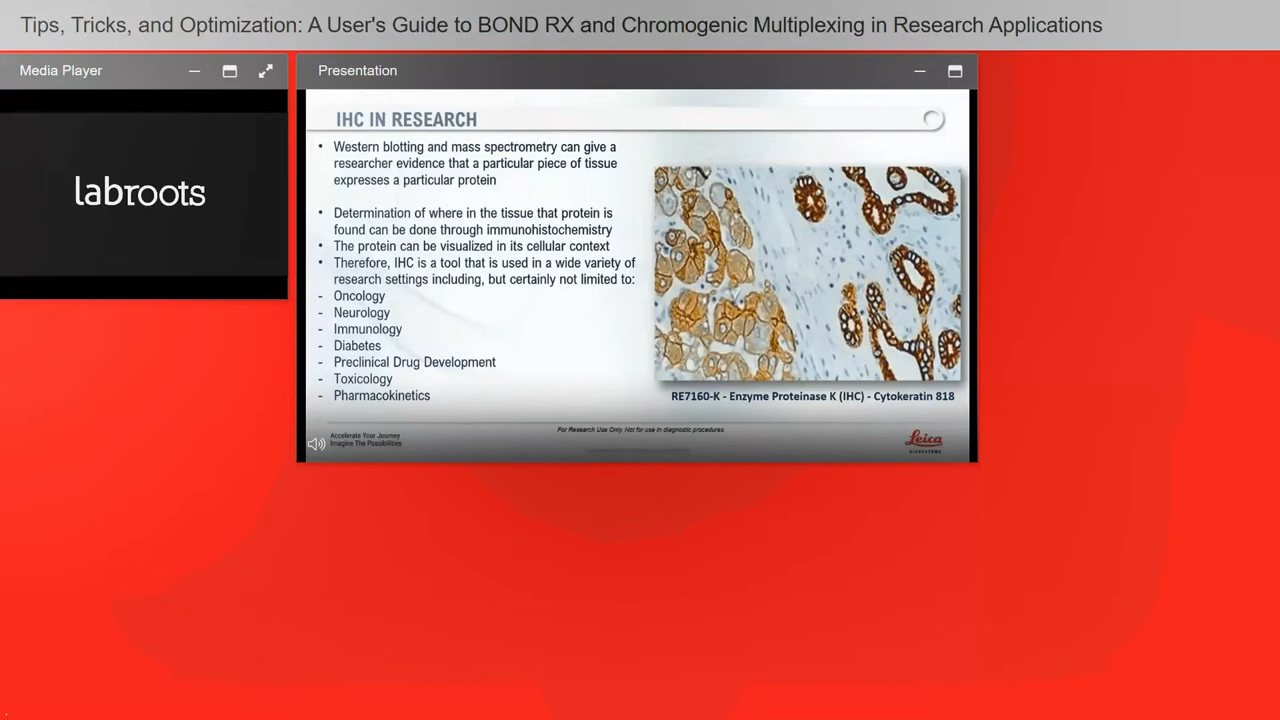 Tips, Tricks, and Optimization: A User's Guide to BOND RX and Chromogenic Multiplexing in Research Applications
Media Player
Presentation
labroots
IHC IN RESEARCH
• Western blotting and mass spectrometry can give a
researcher evidence that a particular piece of tissue
expresses a particular protein
• Determination of where in the tissue that protein is
found can be done through immunohistochemistry
• The protein can be visualized in its cellular context
• Therefore, IHC is a tool that is used in a wide variety of
research settings including, but certainly not limited to:
- Oncology
- Neurology
- Immunology
- Diabetes
- Preclinical Drug Development
- Toxicology
- Pharmacokinetics
RE7160-K - Enzyme Proteinase K (IHC) - Cytokeratin 818
For Research Use Only. Not for use in diagnostic procedures.
Accelerate Your Journey
Imagine The Possibilities
Leica
BIOSYSTEMS